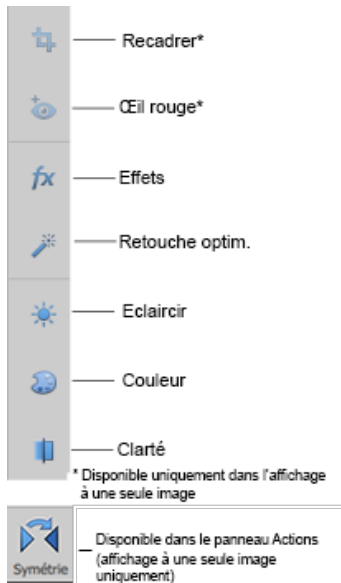 Recadrer*
Œil rouge*
fx
Effets
Retouche optim.
Eclaircir
Couleur
Clarté
* Disponible uniquement dans l'affichage
à une seule image
Symétrie
Disponible dans le panneau Actions
(affichage à une seule image
uniquement)